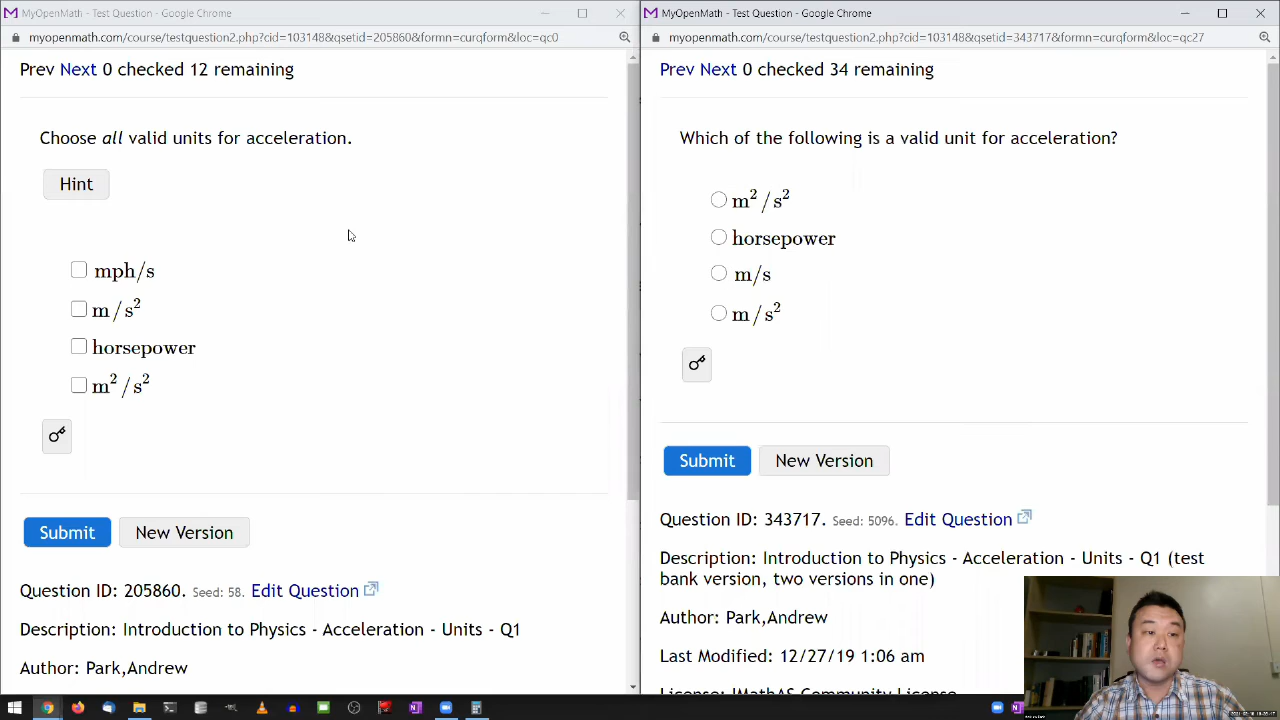 MyOpenMath - Test Question - Google Chrome
myopenmath.com/course/testquestion2.php?cid=103148&qsetid=205860&formn=curqform&loc=qc0
Prev Next 0 checked 12 remaining
Choose all valid units for acceleration.
Hint
mph/s
m/s²
horsepower
m²/s²
Submit
New Version
Question ID: 205860. Seed: 58. Edit Question
Description: Introduction to Physics - Acceleration - Units - Q1
Author: Park,Andrew
MyOpenMath - Test Question - Google Chrome
myopenmath.com/course/testquestion2.php?cid=103148&qsetid=343717&formn=curqform&loc=qc27
Prev Next 0 checked 34 remaining
Which of the following is a valid unit for acceleration?
m²/s²
horsepower
m/s
m/s²
Submit
New Version
Question ID: 343717. Seed: 5096. Edit Question
Description: Introduction to Physics - Acceleration - Units - Q1 (test
bank version, two versions in one)
Author: Park,Andrew
Last Modified: 12/27/19 1:06 am
License: IMathAS Community License